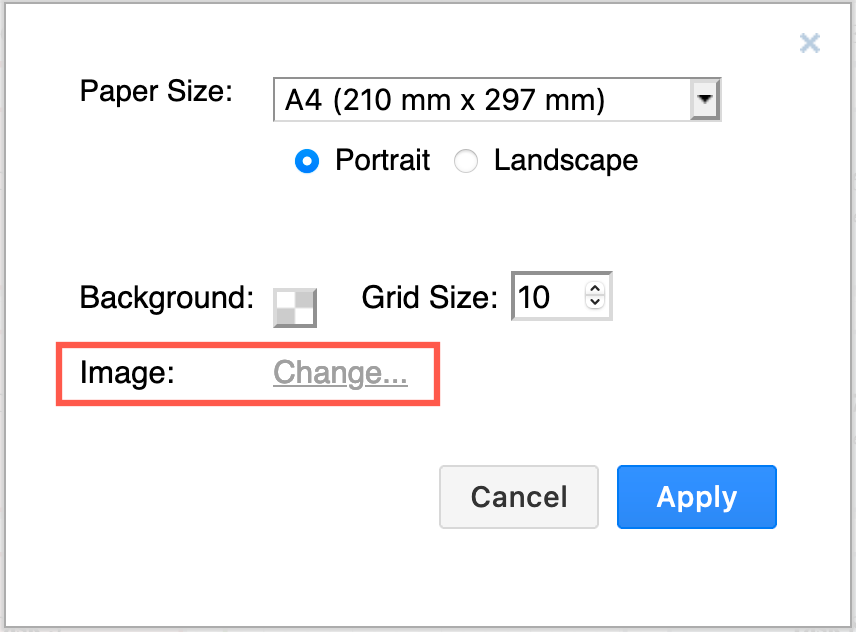 Paper Size: A4 (210 mm x 297 mm)
Portrait Landscape
Background: Grid Size: 10
Image: Change...
Cancel Apply